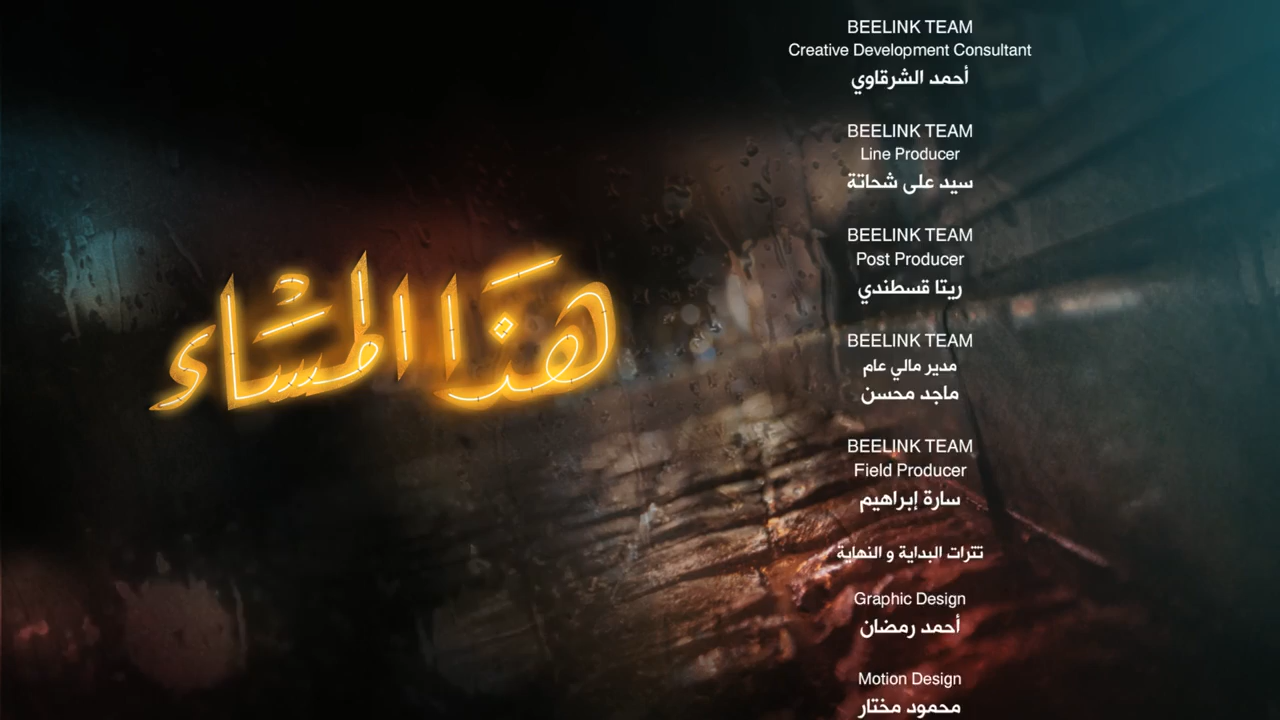 هَذَا المسَاء
BEELINK TEAM
Creative Development Consultant
أحمد الشرقاوي
BEELINK TEAM
Line Producer
سيد على شحاتة
BEELINK TEAM
Post Producer
ريتا قسطندي
BEELINK TEAM
مدير مالي عام
ماجد محسن
BEELINK TEAM
Field Producer
سارة إبراهيم
تترات البداية و النهاية
Graphic Design
أحمد رمضان
Motion Design
محمود مختار